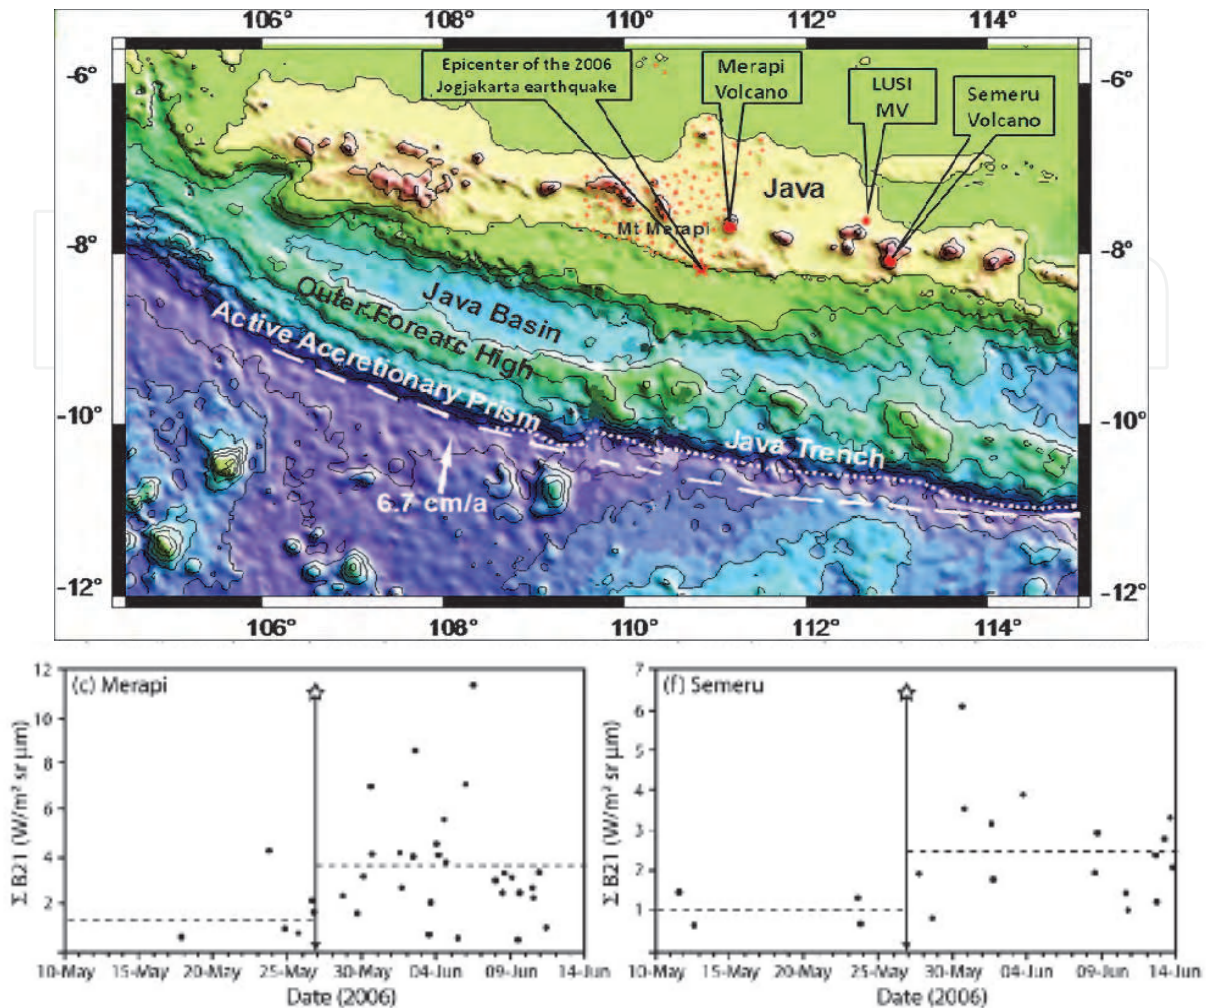 106°
108°
110°
112°
114°
-6°
-6°
Epicenter of the 2006
Jogjakarta earthquake
Merapi
Volcano
LUSI
MV
Semeru
Volcano
Java
Mt Merapi
-8°
-8°
Java Basin
Outer Forearc High
Active Accretionary Prism
Java Trench
-10°
-10°
6.7 cm/a
-12°
-12°
106°
108°
110°
112°
114°
(c) Merapi
12
10
8
6
4
2
Σ B21 (W/m² sr µm)
10-May
15-May
20-May
25-May
30-May
04-Jun
09-Jun
14-Jun
Date (2006)
(f) Semeru
7
6
5
4
3
2
1
Σ B21 (W/m² sr µm)
10-May
15-May
20-May
25-May
30-May
04-Jun
09-Jun
14-Jun
Date (2006)